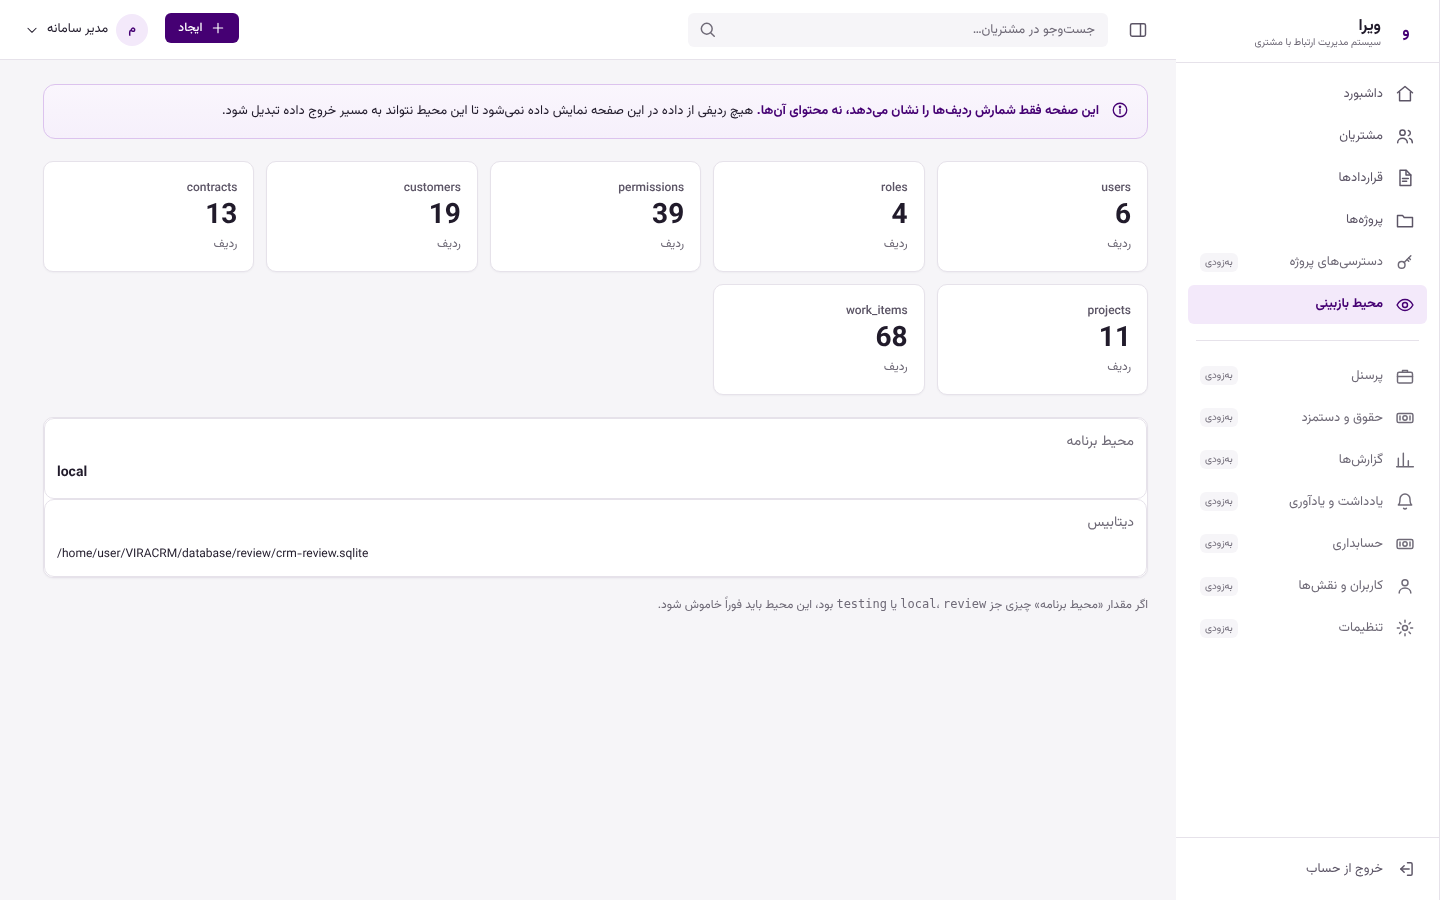 و
ویرا
سیستم مدیریت ارتباط با مشتری
داشبورد
مشتریان
قراردادها
پروژه‌ها
دسترسی‌های پروژه
به‌زودی
محیط بازبینی
پرسنل
به‌زودی
حقوق و دستمزد
به‌زودی
گزارش‌ها
به‌زودی
یادداشت و یادآوری
به‌زودی
حسابداری
به‌زودی
کاربران و نقش‌ها
به‌زودی
تنظیمات
به‌زودی
خروج از حساب
جست‌وجو در مشتریان...
ایجاد
م
مدیر سامانه
این صفحه فقط شمارش ردیف‌ها را نشان می‌دهد، نه محتوای آن‌ها. هیچ ردیفی از داده در این صفحه نمایش داده نمی‌شود تا این محیط نتواند به مسیر خروج داده تبدیل شود.
users
6
ردیف
roles
4
ردیف
permissions
39
ردیف
customers
19
ردیف
contracts
13
ردیف
projects
11
ردیف
work_items
68
ردیف
محیط برنامه
local
دیتابیس
/home/user/VIRACRM/database/review/crm-review.sqlite
اگر مقدار «محیط برنامه» چیزی جز local، review یا testing بود، این محیط باید فوراً خاموش شود.